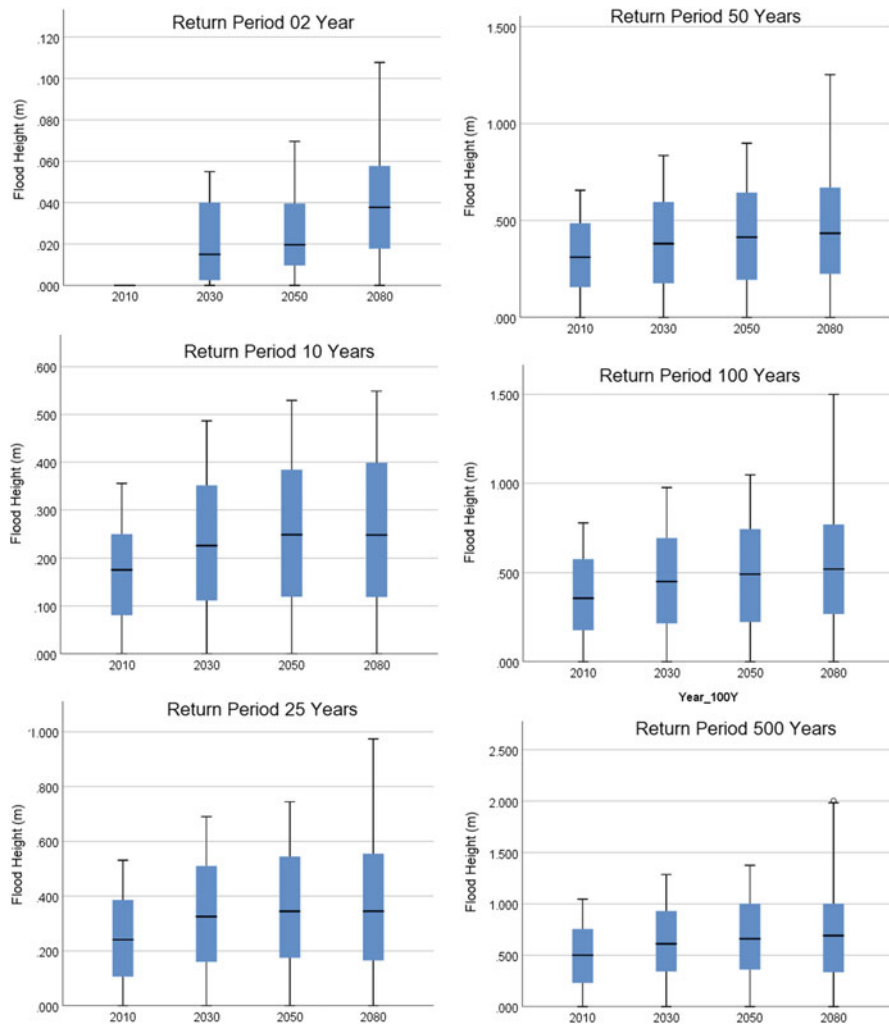 Return Period 02 Year
.120
.100
.080
.060
.040
.020
.000
Flood Height (m)
2010 2030 2050 2080
Return Period 50 Years
1.500
1.000
.500
.000
Flood Height (m)
2010 2030 2050 2080
Return Period 10 Years
.600
.500
.400
.300
.200
.100
.000
Flood Height (m)
2010 2030 2050 2080
Return Period 100 Years
1.500
1.000
.500
.000
Flood Height (m)
2010 2030 2050 2080
Year_100Y
Return Period 25 Years
1.000
.800
.600
.400
.200
.000
Flood Height (m)
2010 2030 2050 2080
Return Period 500 Years
2.500
2.000
1.500
1.000
.500
.000
Flood Height (m)
2010 2030 2050 2080